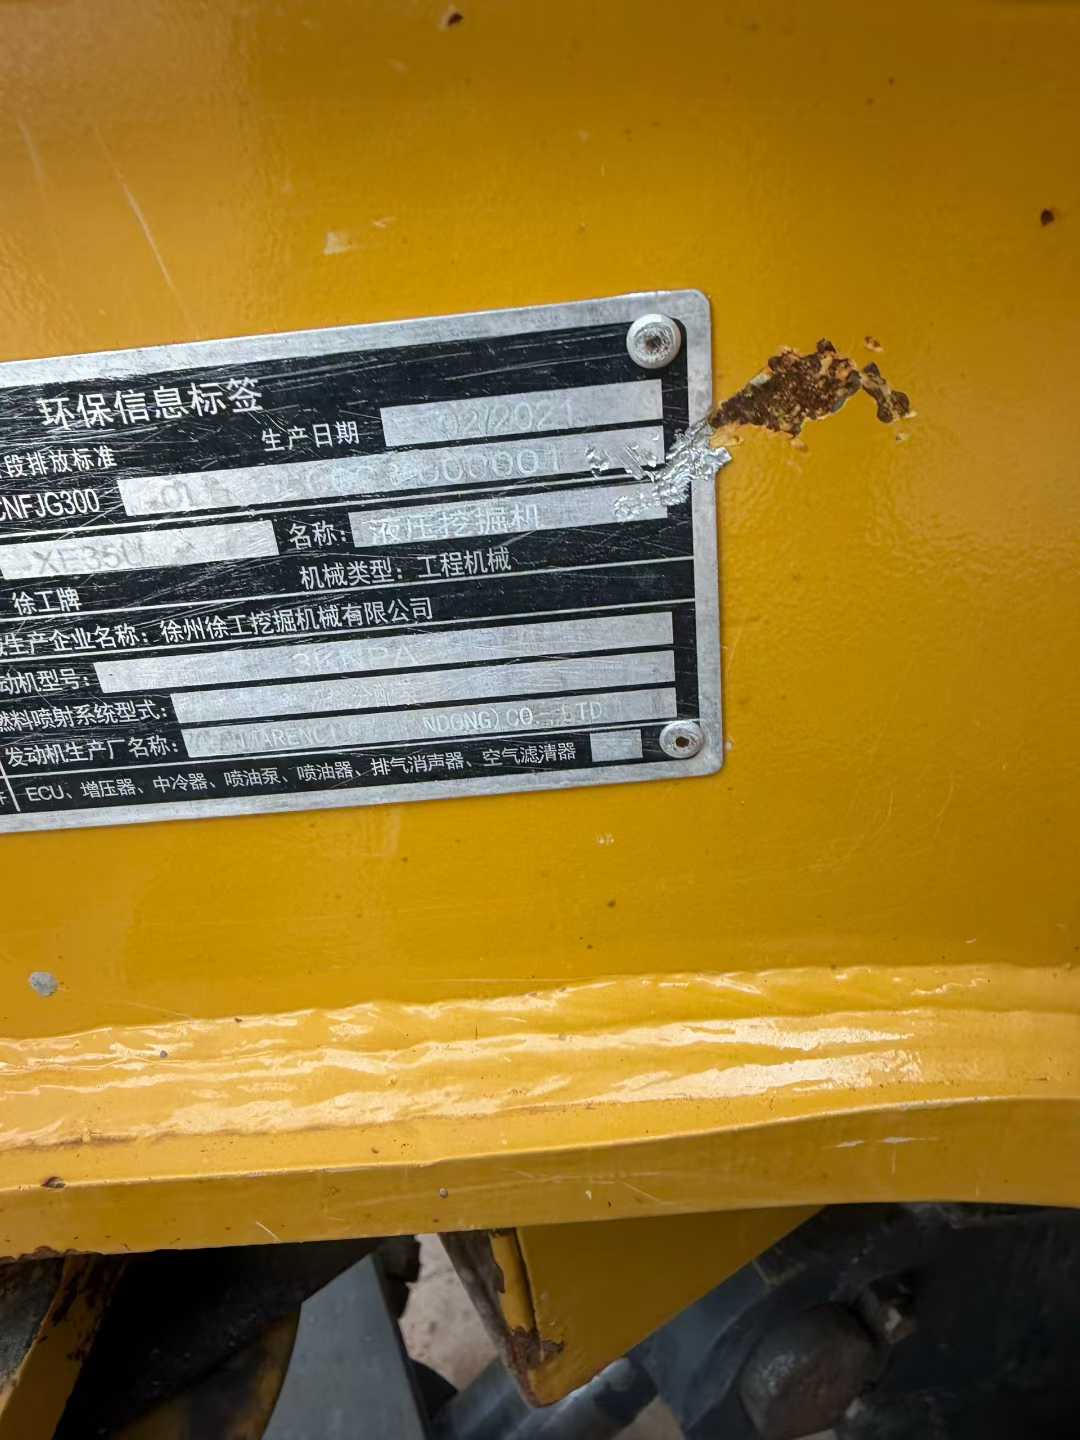 环保信息标签
段排放标准 生产日期 02/2021
CNFJG300
XE35U 名称: 液压挖掘机
徐工牌 机械类型: 工程机械
生产企业名称: 徐州徐工挖掘机械有限公司
动机型号:
燃料喷射系统型式:
发动机生产厂名称: CO., LTD
ECU、增压器、中冷器、喷油泵、喷油器、排气消声器、空气滤清器